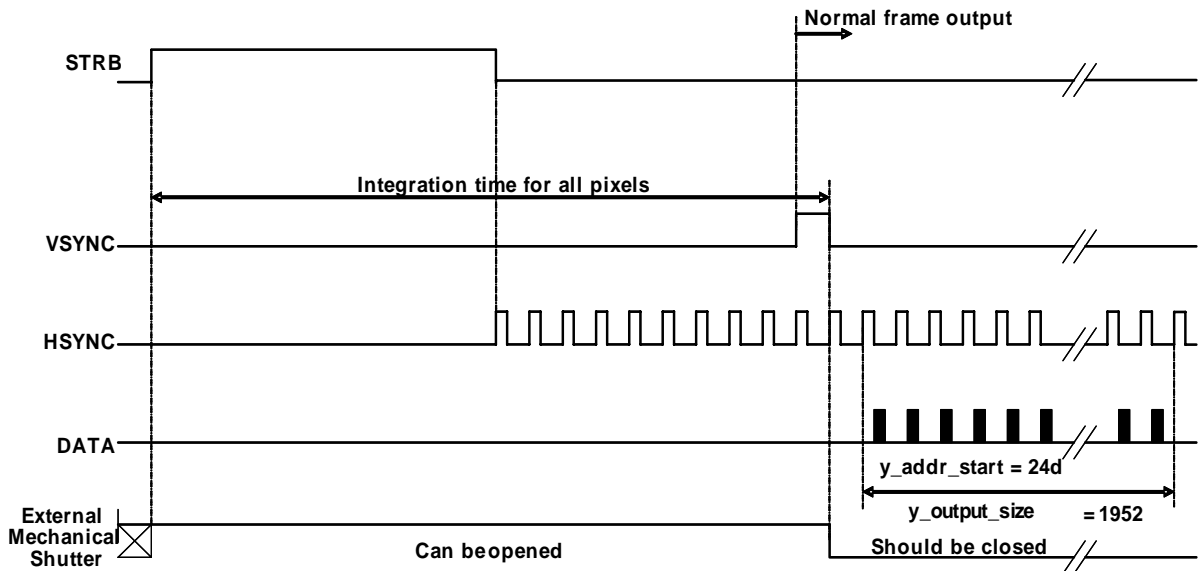 Normal frame output
STRB
Integration time for all pixels
VSYNC
HSYNC
DATA
y_addr_start = 24d
y_output_size = 1952
External
Mechanical
Shutter
Can beopened
Should be closed